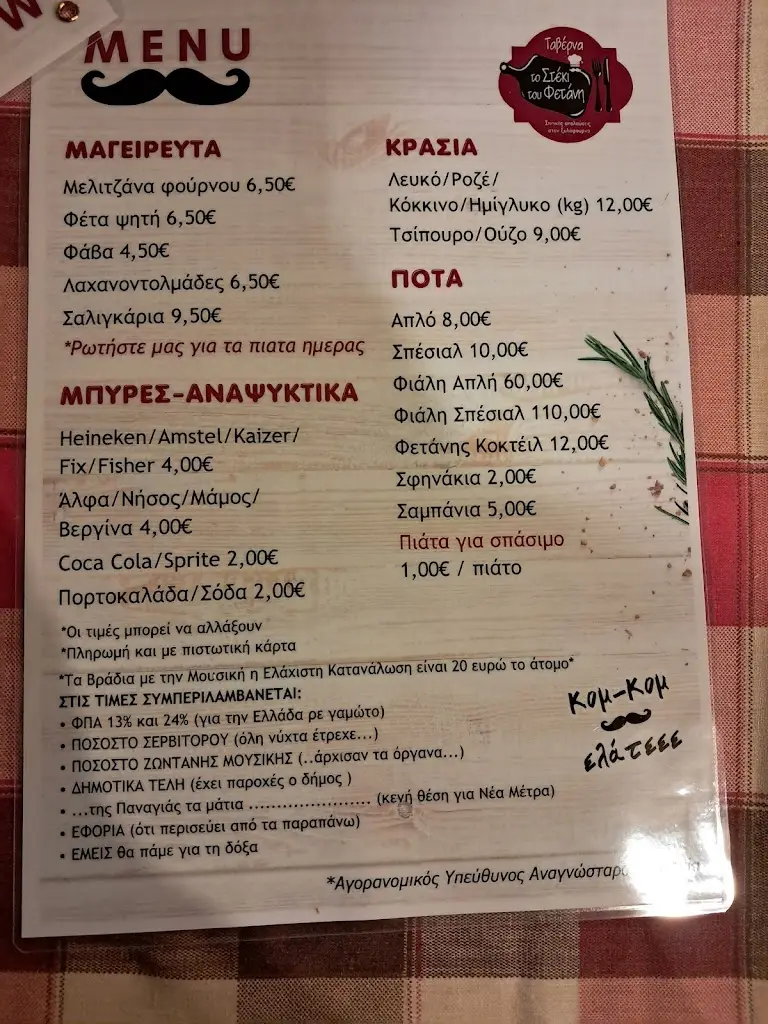 MENU
Ταβέρνα
το Στέκι
του Φετάνη
ΜΑΓΕΙΡΕΥΤΑ
Μελιτζάνα φούρνου 6,50€
Φέτα ψητή 6,50€
Φάβα 4,50€
Λαχανοντολμάδες 6,50€
Σαλιγκάρια 9,50€
*Ρωτήστε μας για τα πιατα ημερας
ΜΠΥΡΕΣ-ΑΝΑΨΥΚΤΙΚΑ
Heineken/Amstel/Kaizer/
Fix/Fisher 4,00€
Άλφα/Νήσος/Μάμος/
Βεργίνα 4,00€
Coca Cola/Sprite 2,00€
Πορτοκαλάδα/Σόδα 2,00€
ΚΡΑΣΙΑ
Λευκό/Ροζέ/
Κόκκινο/Ημίγλυκο (kg) 12,00€
Τσίπουρο/Ούζο 9,00€
ΠΟΤΑ
Απλό 8,00€
Σπέσιαλ 10,00€
Φιάλη Απλή 60,00€
Φιάλη Σπέσιαλ 110,00€
Φετάνης Κοκτέιλ 12,00€
Σφηνάκια 2,00€
Σαμπάνια 5,00€
Πιάτα για σπάσιμο
1,00€ / πιάτο
*Οι τιμές μπορεί να αλλάξουν
*Πληρωμή και με πιστωτική κάρτα
*Τα Βράδια με την Μουσική η Ελάχιστη Κατανάλωση είναι 20 ευρώ το άτομο*
ΣΤΙΣ ΤΙΜΕΣ ΣΥΜΠΕΡΙΛΑΜΒΑΝΕΤΑΙ:
• ΦΠΑ 13% και 24% (για την Ελλάδα ρε γαμώτο)
• ΠΟΣΟΣΤΟ ΣΕΡΒΙΤΟΡΟΥ (όλη νύχτα έτρεχε...)
• ΠΟΣΟΣΤΟ ΖΩΝΤΑΝΗΣ ΜΟΥΣΙΚΗΣ (..άρχισαν τα όργανα...)
• ΔΗΜΟΤΙΚΑ ΤΕΛΗ (έχει παροχές ο δήμος )
• ...της Παναγιάς τα μάτια ...................... (κενή θέση για Νέα Μέτρα)
• ΕΦΟΡΙΑ (ότι περισεύει από τα παραπάνω)
• ΕΜΕΙΣ θα πάμε για τη δόξα
κομ-κομ
ελάτεεε
*Αγορανομικός Υπεύθυνος